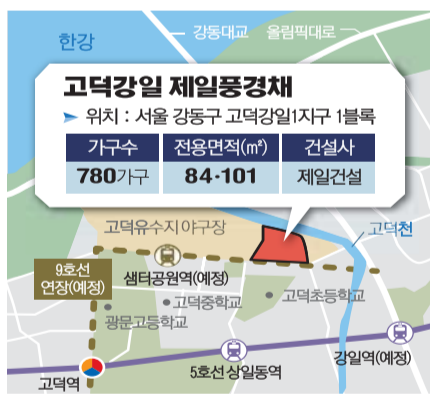 한강
강동대교
올림픽대로
고덕강일 제일풍경채
위치 : 서울 강동구 고덕강일1지구 1블록
가구수 전용면적(㎡) 건설사
780가구 84·101 제일건설
고덕유수지야구장
고덕천
9호선
연장(예정)
샘터공원역(예정)
고덕중학교
고덕초등학교
광문고등학교
강일역(예정)
고덕역
5호선 상일동역